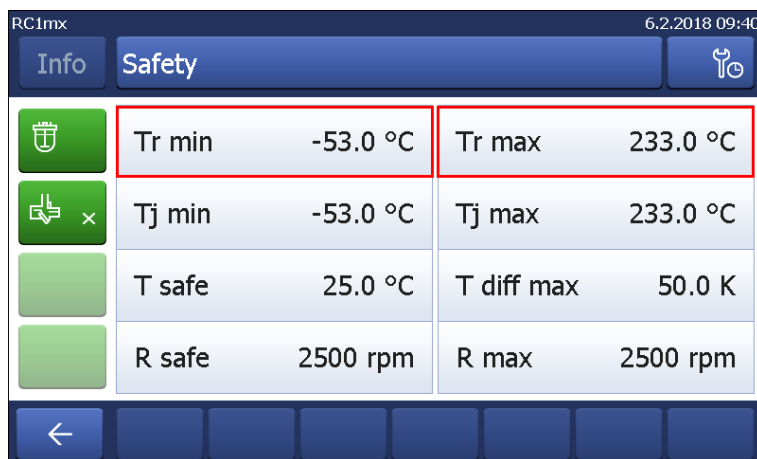 RC1mx 6.2.2018 09:40
Info Safety
Tr min -53.0 °C Tr max 233.0 °C
× Tj min -53.0 °C Tj max 233.0 °C
T safe 25.0 °C T diff max 50.0 K
R safe 2500 rpm R max 2500 rpm